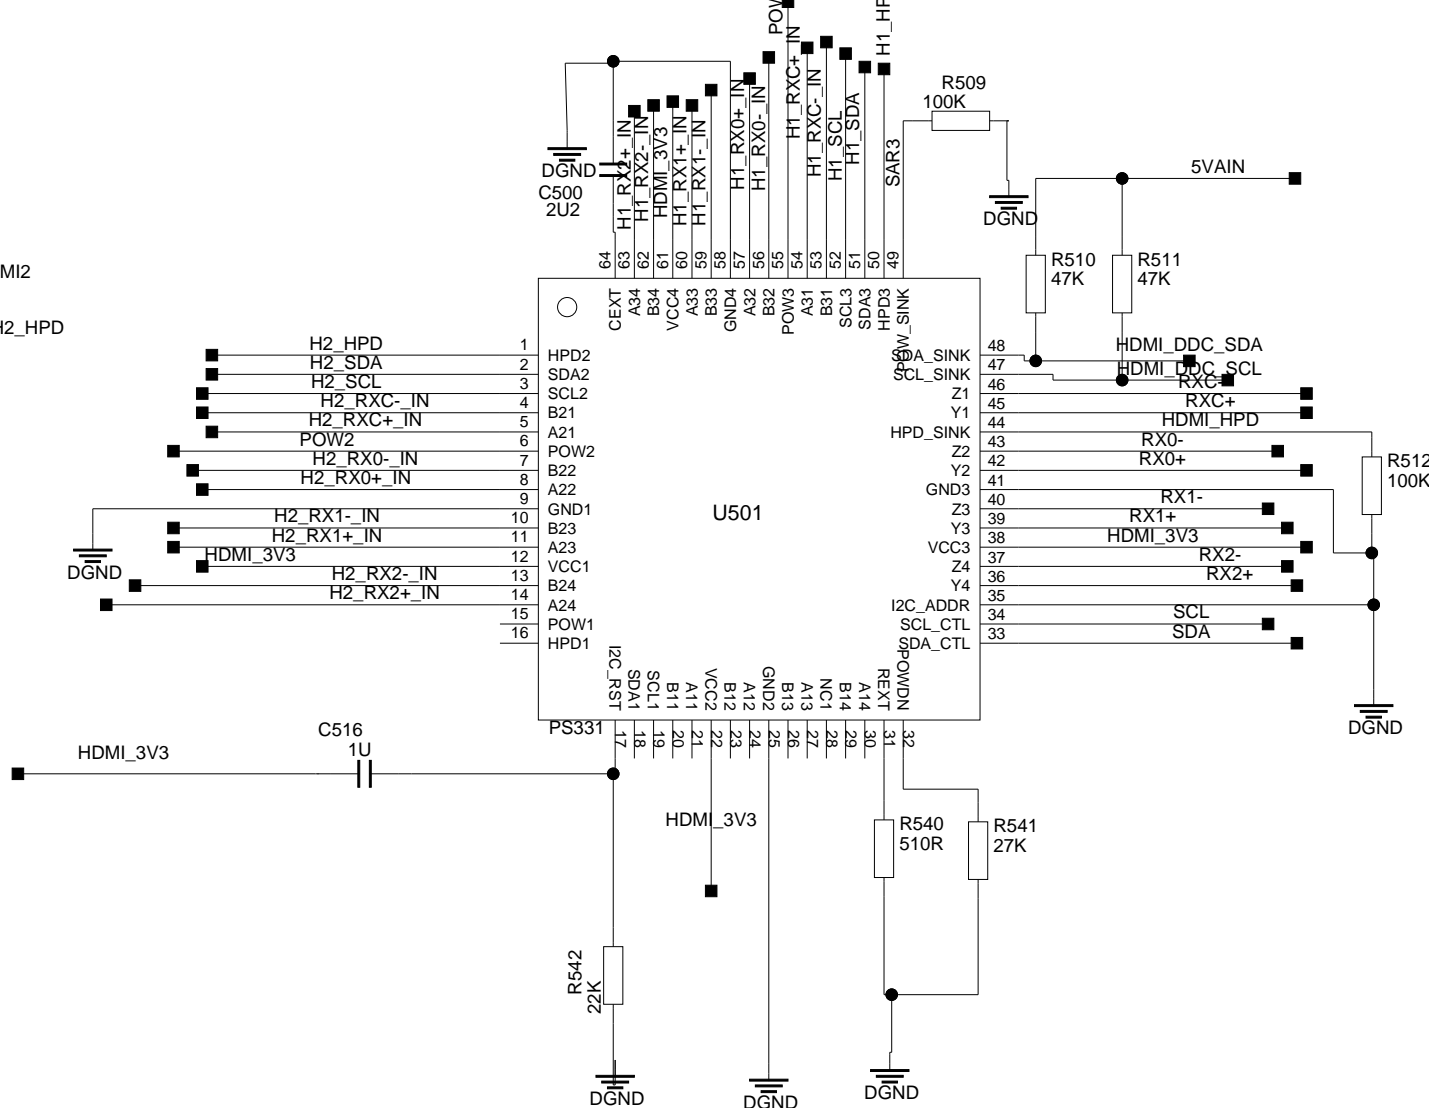 POW
H1_HP
H1_RX2+_IN
H1_RX2-_IN
HDMI_3V3
H1_RX1+_IN
H1_RX1-_IN
H1_RX0+_IN
H1_RX0-_IN
H1_RXC+_IN
H1_RXC-_IN
H1_SCL
H1_SDA
SAR3
R509
100K
DGND
DGND
C500
2U2
5VAIN
R510
47K
R511
47K
MI2
H2_HPD
64 63 62 61 60 59 58 57 56 55 54 53 52 51 50 49
CEXT A34 B34 VCC4 A33 B33 GND4 A32 B32 POW3 A31 B31 SCL3 SDA3 HPD3 POW_SINK
H2_HPD 1 HPD2
H2_SDA 2 SDA2
H2_SCL 3 SCL2
H2_RXC-_IN 4 B21
H2_RXC+_IN 5 A21
POW2 6 POW2
H2_RX0-_IN 7 B22
H2_RX0+_IN 8 A22
9 GND1
H2_RX1-_IN 10 B23
H2_RX1+_IN 11 A23
HDMI_3V3 12 VCC1
H2_RX2-_IN 13 B24
H2_RX2+_IN 14 A24
15 POW1
16 HPD1
DGND
U501
SDA_SINK 48 HDMI_DDC_SDA
SCL_SINK 47 HDMI_DDC_SCL
Z1 46 RXC-
Y1 45 RXC+
HPD_SINK 44 HDMI_HPD
Z2 43 RX0-
Y2 42 RX0+
GND3 41
Z3 40 RX1-
Y3 39 RX1+
VCC3 38 HDMI_3V3
Z4 37 RX2-
Y4 36 RX2+
I2C_ADDR 35
SCL_CTL 34 SCL
SDA_CTL 33 SDA
R512
100K
DGND
I2C_RST SDA1 SCL1 B11 A11 VCC2 B12 A12 GND2 B13 A13 NC1 B14 A14 REXT POWDN
PS331
17 18 19 20 21 22 23 24 25 26 27 28 29 30 31 32
C516
1U
HDMI_3V3
HDMI_3V3
R540
510R
R541
27K
R542
22K
DGND
DGND
DGND